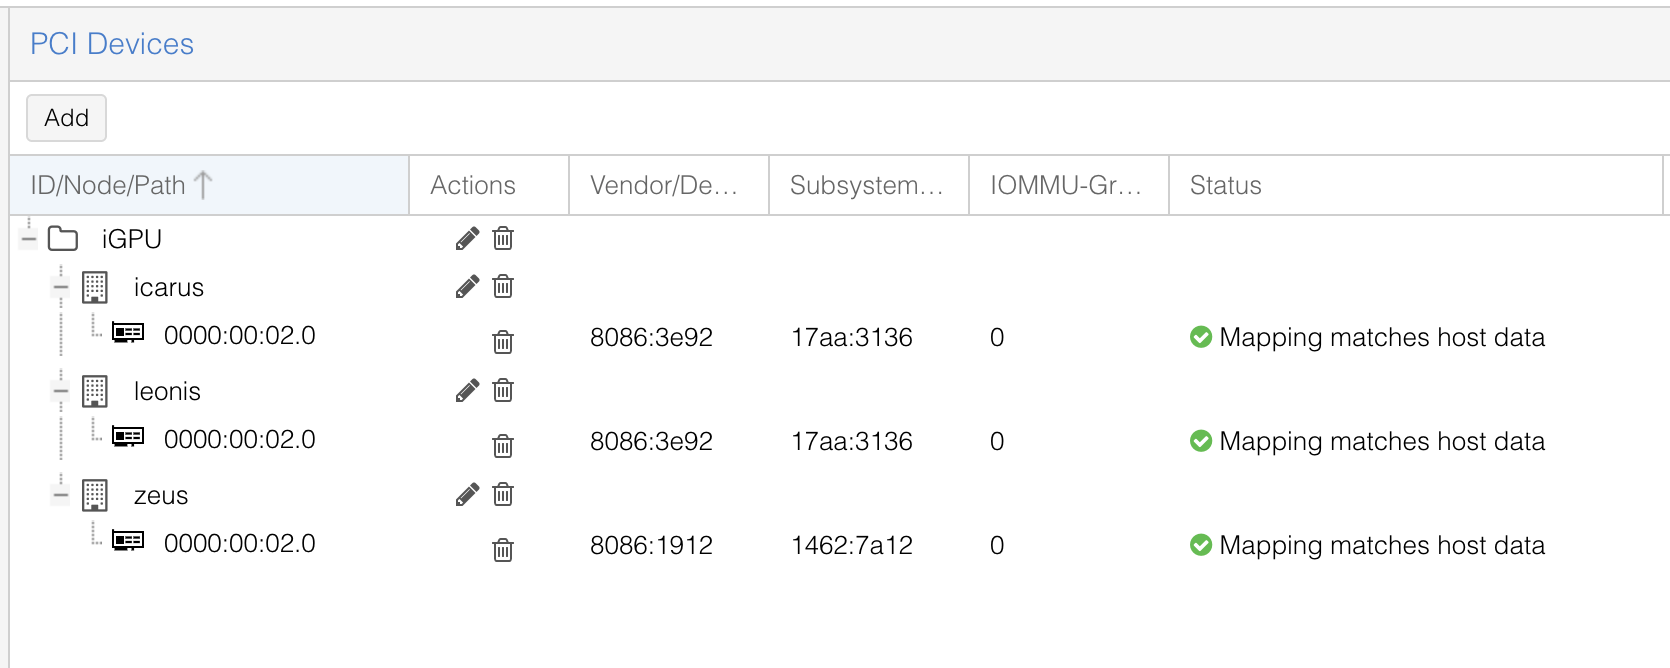 PCI Devices
Add
ID/Node/Path Actions Vendor/De... Subsystem... IOMMU-Gr... Status
iGPU
icarus
0000:00:02.0 8086:3e92 17aa:3136 0 Mapping matches host data
leonis
0000:00:02.0 8086:3e92 17aa:3136 0 Mapping matches host data
zeus
0000:00:02.0 8086:1912 1462:7a12 0 Mapping matches host data